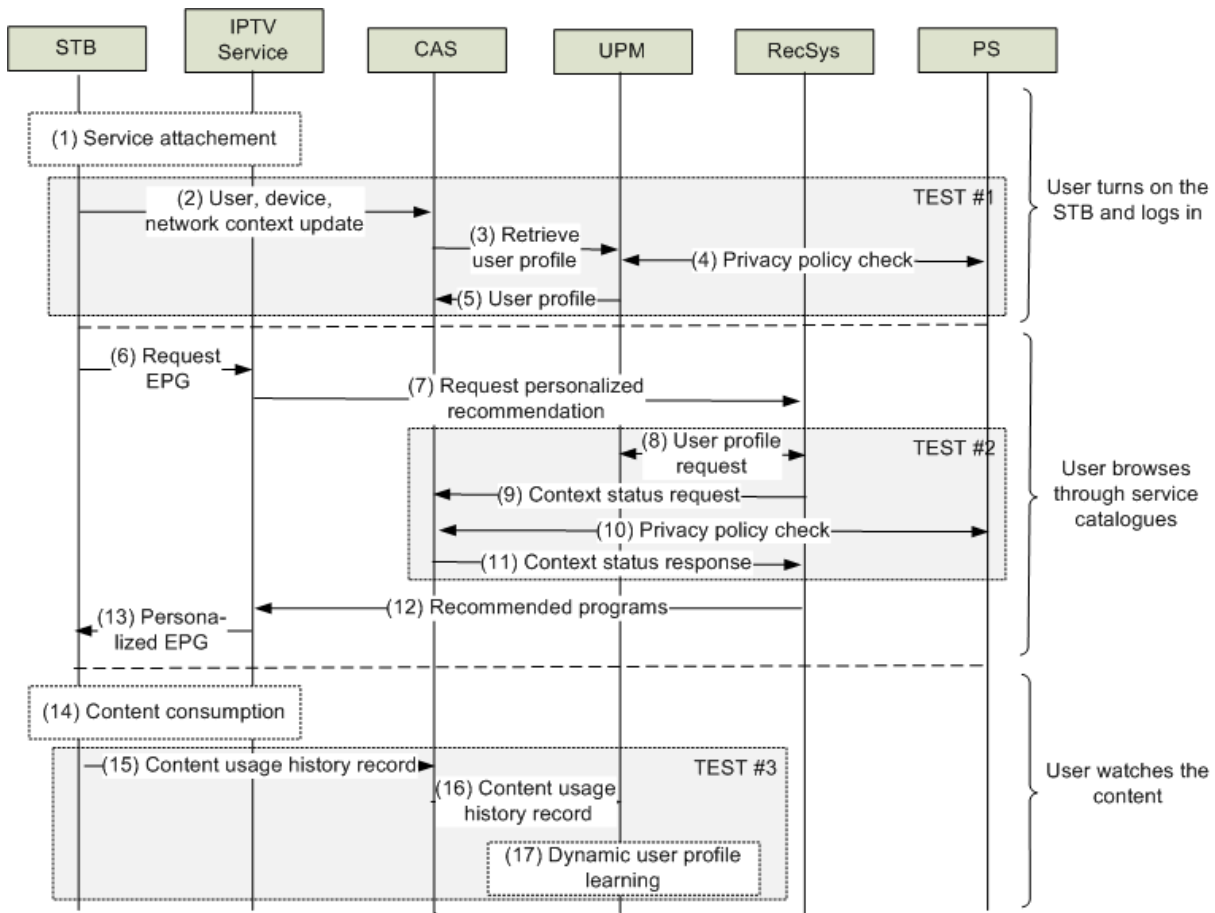 STB
IPTV
Service
CAS
UPM
RecSys
PS
(1) Service attachement
TEST #1
(2) User, device,
network context update
(3) Retrieve
user profile
(4) Privacy policy check
(5) User profile
User turns on the
STB and logs in
(6) Request
EPG
(7) Request personalized
recommendation
TEST #2
(8) User profile
request
(9) Context status request
(10) Privacy policy check
(11) Context status response
(12) Recommended programs
(13) Persona-
lized EPG
User browses
through service
catalogues
(14) Content consumption
TEST #3
(15) Content usage history record
(16) Content usage
history record
(17) Dynamic user profile
learning
User watches the
content